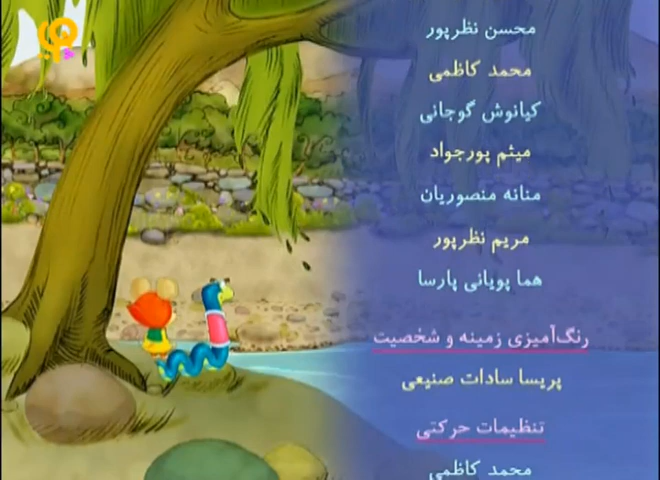 محسن نظرپور
محمد کاظمی
کیانوش گوجانی
میثم پورجواد
منانه منصوریان
مریم نظرپور
هما پویانی پارسا
رنگ‌آمیزی زمینه و شخصیت
پریسا سادات صنیعی
تنظیمات حرکتی
محمد کاظمی